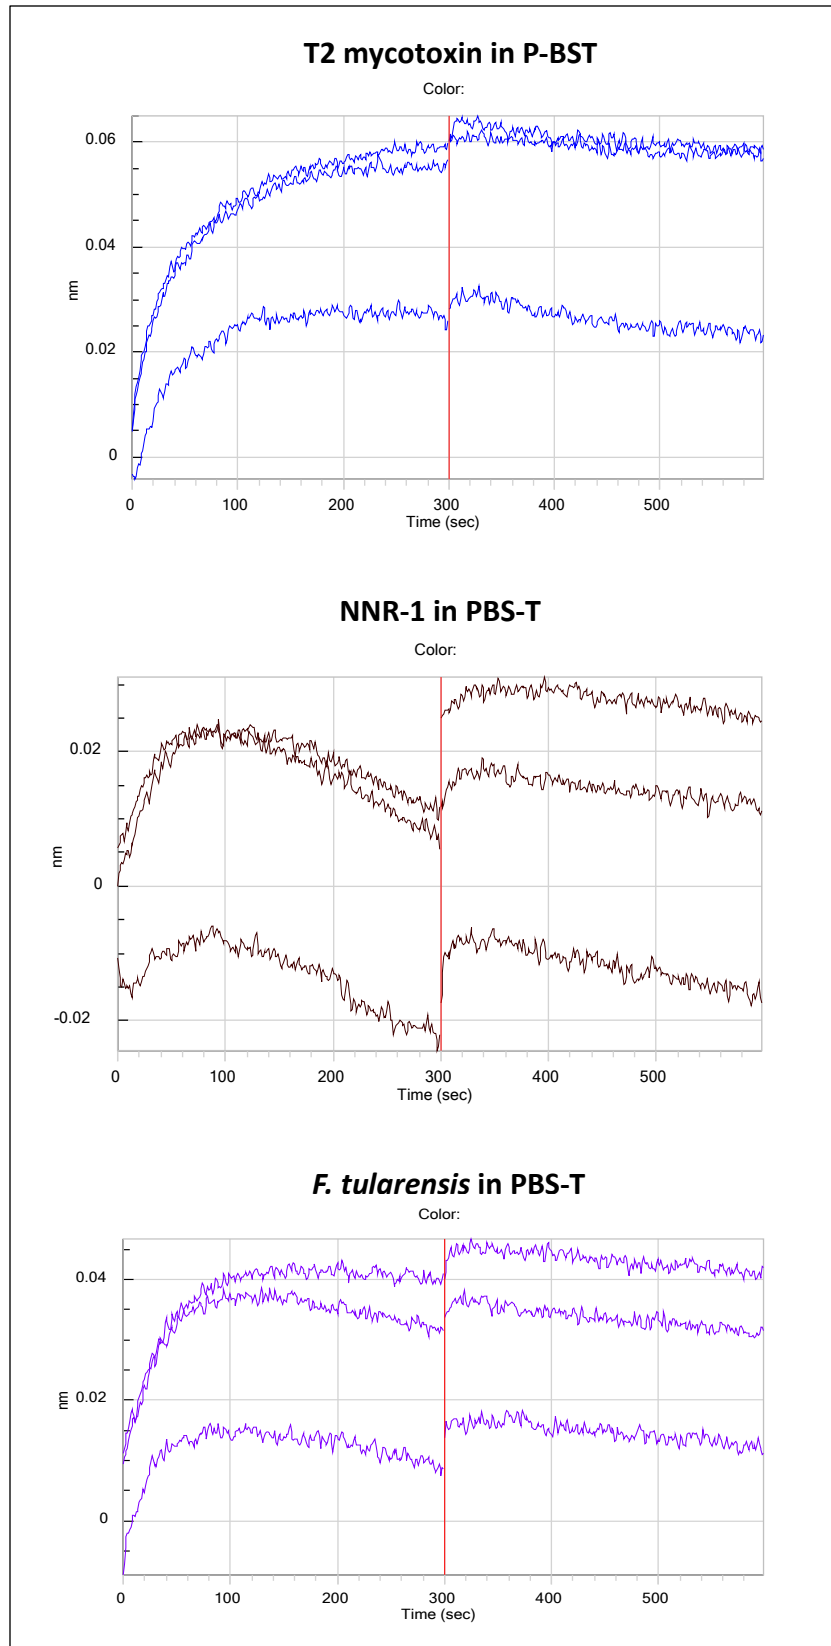 T2 mycotoxin in P-BST
Color:
0.06
0.04
nm
0.02
0
0 100 200 300 400 500
Time (sec)
NNR-1 in PBS-T
Color:
0.02
nm
0
-0.02
0 100 200 300 400 500
Time (sec)
F. tularensis in PBS-T
Color:
0.04
nm
0.02
0
0 100 200 300 400 500
Time (sec)